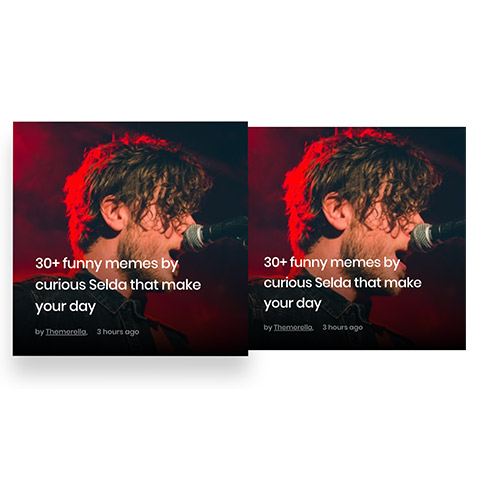 30+ funny memes by
curious Selda that make
your day
by Themerella, 3 hours ago
30+ funny memes by
curious Selda that make
your day
by Themerella, 3 hours ago